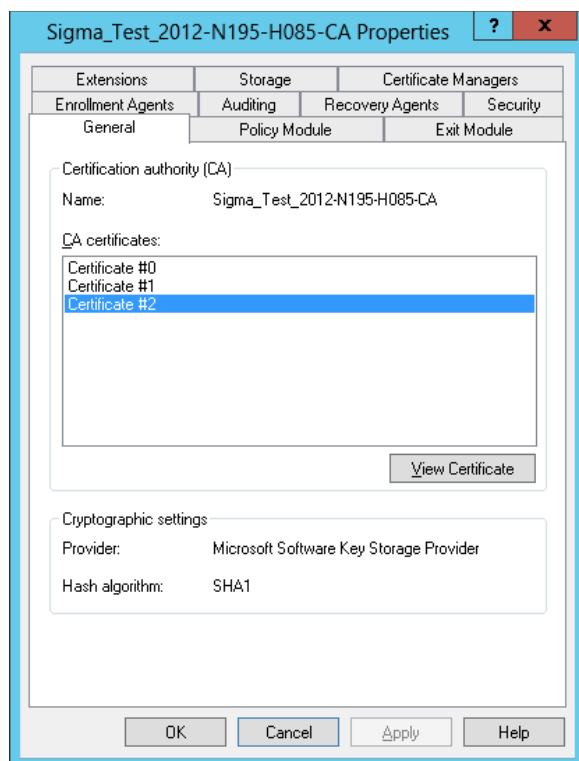 Sigma_Test_2012-N195-H085-CA Properties ? x
Extensions Storage Certificate Managers
Enrollment Agents Auditing Recovery Agents Security
General Policy Module Exit Module
Certification authority (CA)
Name: Sigma_Test_2012-N195-H085-CA
CA certificates:
Certificate #0
Certificate #1
Certificate #2
View Certificate
Cryptographic settings
Provider: Microsoft Software Key Storage Provider
Hash algorithm: SHA1
OK Cancel Apply Help